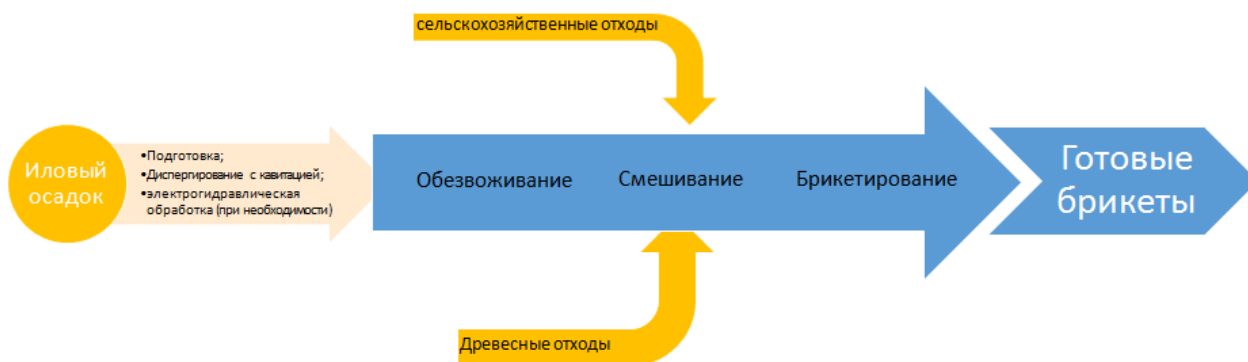 сельскохозяйственные отходы
Иловый
осадок
•Подготовка;
•Диспергирование с кавитацией;
•электрогидравлическая
обработка (при необходимости)
Обезвоживание
Смешивание
Брикетирование
Готовые
брикеты
Древесные отходы